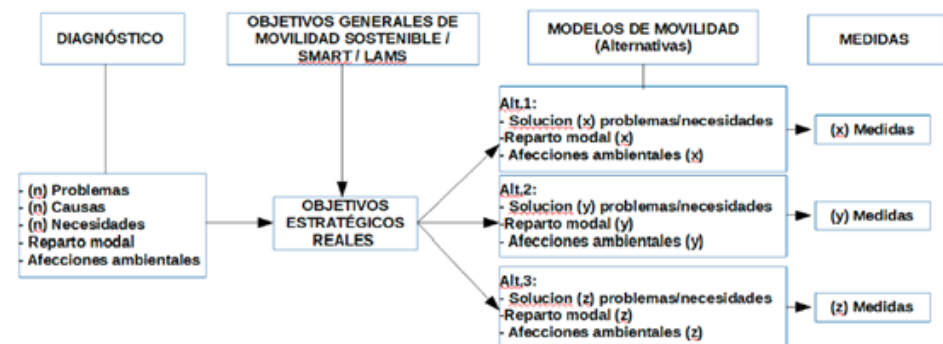 DIAGNÓSTICO
OBJETIVOS GENERALES DE
MOVILIDAD SOSTENIBLE /
SMART / LAMS
MODELOS DE MOVILIDAD
(Alternativas)
MEDIDAS
- (n) Problemas
- (n) Causas
- (n) Necesidades
- Reparto modal
- Afecciones ambientales
OBJETIVOS
ESTRATÉGICOS
REALES
Alt,1:
- Solucion (x) problemas/necesidades
-Reparto modal (x)
- Afecciones ambientales (x)
(x) Medidas
Alt,2:
- Solucion (y) problemas/necesidades
-Reparto modal (y)
- Afecciones ambientales (y)
(y) Medidas
Alt,3:
- Solucion (z) problemas/necesidades
-Reparto modal (z)
- Afecciones ambientales (z)
(z) Medidas